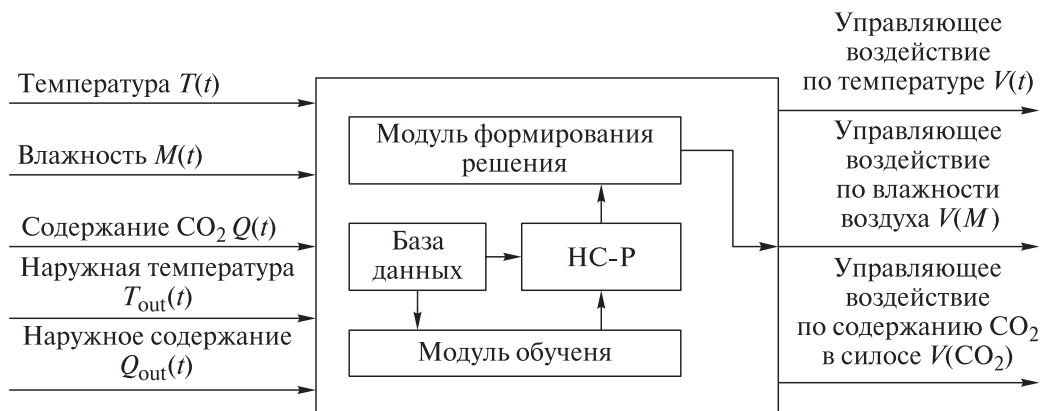 Температура T(t)
Влажность M(t)
Содержание CO₂ Q(t)
Наружная температура
Tout(t)
Наружное содержание
Qout(t)
Модуль формирования
решения
База
данных
НС-Р
Модуль обученя
Управляющее
воздействие
по температуре V(t)
Управляющее
воздействие
по влажности
воздуха V(M)
Управляющее
воздействие
по содержанию CO₂
в силосе V(CO₂)